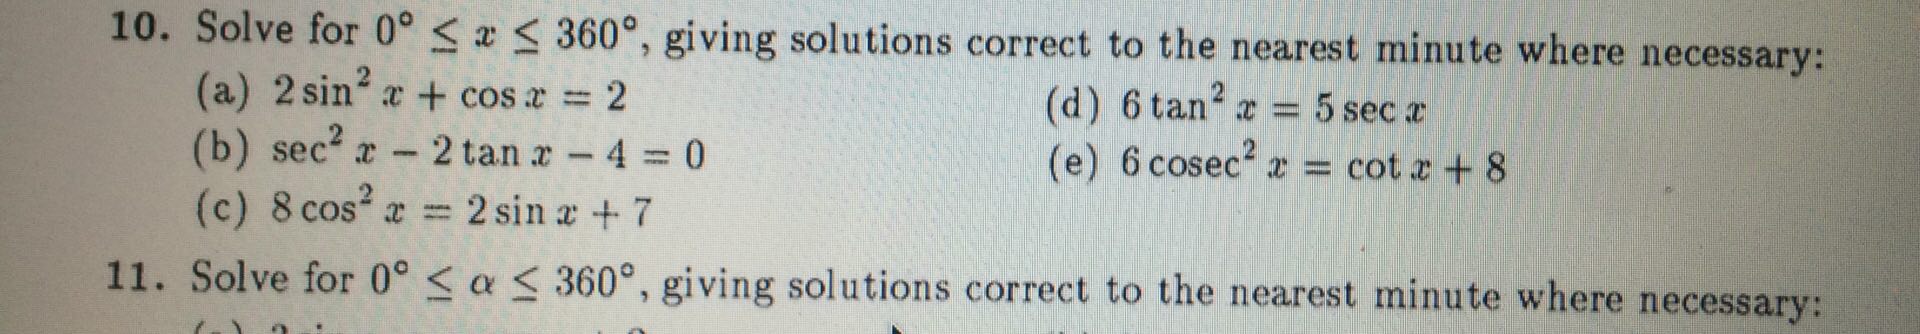 10. Solve for 0° ≤ x ≤ 360°, giving solutions correct to the nearest minute where necessary:
(a) 2 sin² x + cos x = 2
(b) sec² x − 2 tan x − 4 = 0
(c) 8 cos² x = 2 sin x + 7
(d) 6 tan² x = 5 sec x
(e) 6 cosec² x = cot x + 8
11. Solve for 0° ≤ α ≤ 360°, giving solutions correct to the nearest minute where necessary: